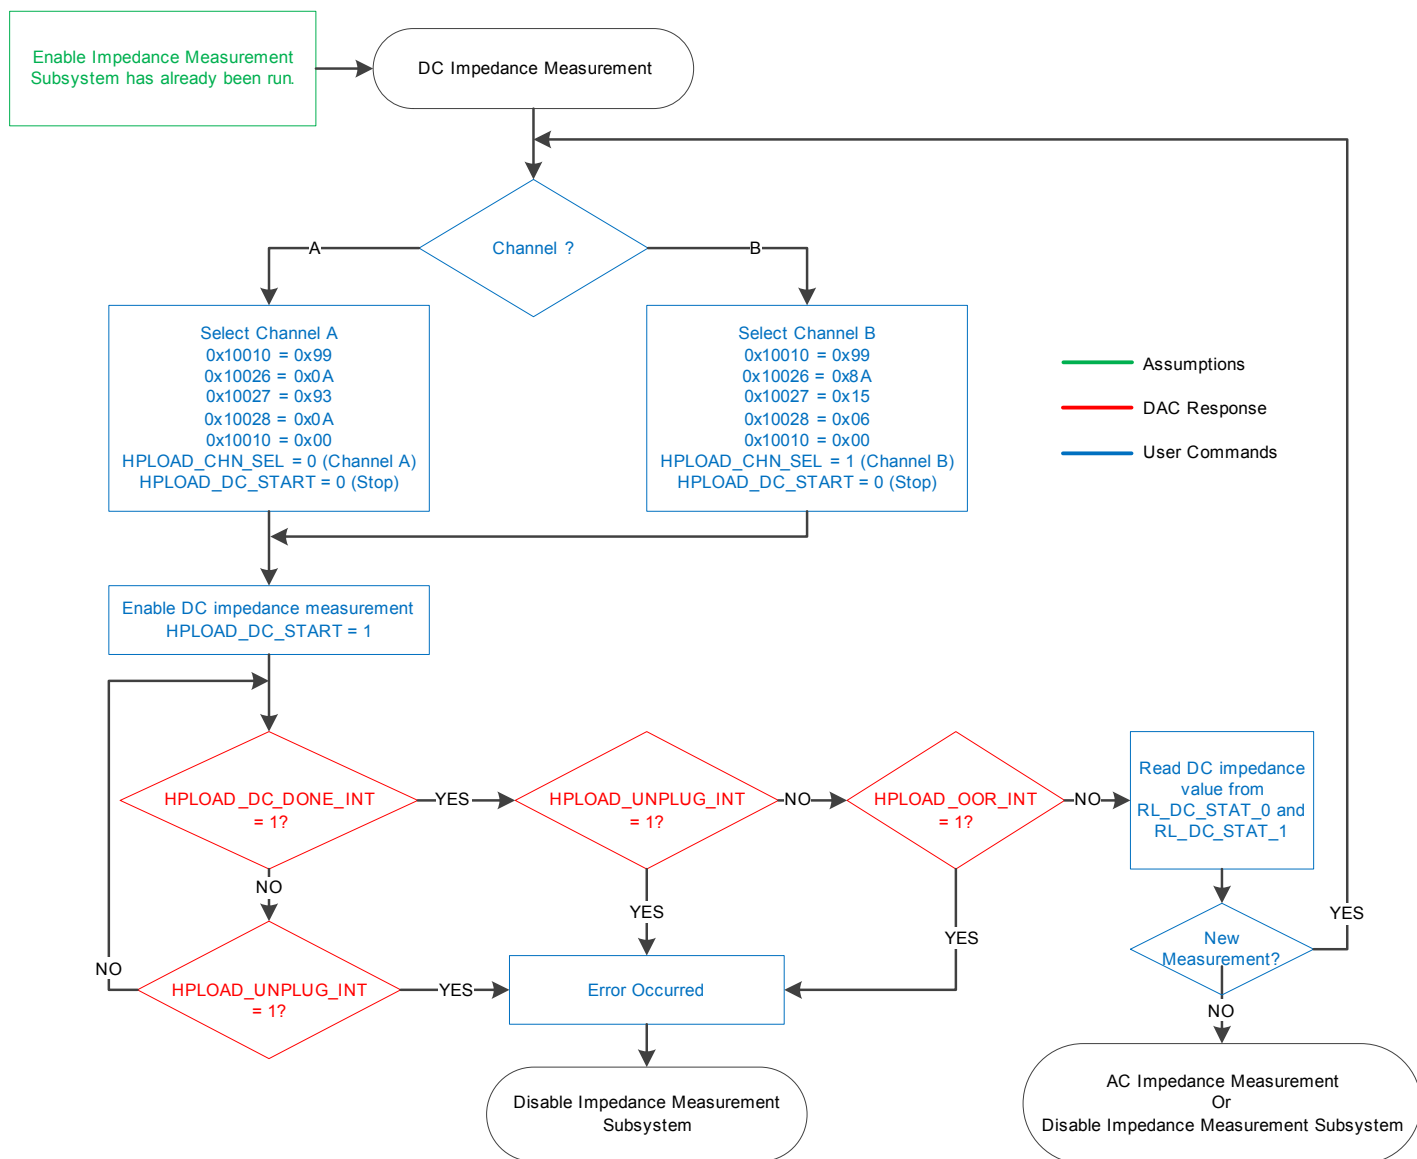 Enable Impedance Measurement
Subsystem has already been run.
DC Impedance Measurement
Channel ?
A
B
Select Channel A
0x10010 = 0x99
0x10026 = 0x0A
0x10027 = 0x93
0x10028 = 0x0A
0x10010 = 0x00
HPLOAD_CHN_SEL = 0 (Channel A)
HPLOAD_DC_START = 0 (Stop)
Select Channel B
0x10010 = 0x99
0x10026 = 0x8A
0x10027 = 0x15
0x10028 = 0x06
0x10010 = 0x00
HPLOAD_CHN_SEL = 1 (Channel B)
HPLOAD_DC_START = 0 (Stop)
Assumptions
DAC Response
User Commands
Enable DC impedance measurement
HPLOAD_DC_START = 1
HPLOAD_DC_DONE_INT
= 1?
YES
HPLOAD_UNPLUG_INT
= 1?
NO
HPLOAD_OOR_INT
= 1?
NO
Read DC impedance
value from
RL_DC_STAT_0 and
RL_DC_STAT_1
NO
YES
YES
YES
New
Measurement?
NO
HPLOAD_UNPLUG_INT
= 1?
YES
Error Occurred
NO
Disable Impedance Measurement
Subsystem
AC Impedance Measurement
Or
Disable Impedance Measurement Subsystem